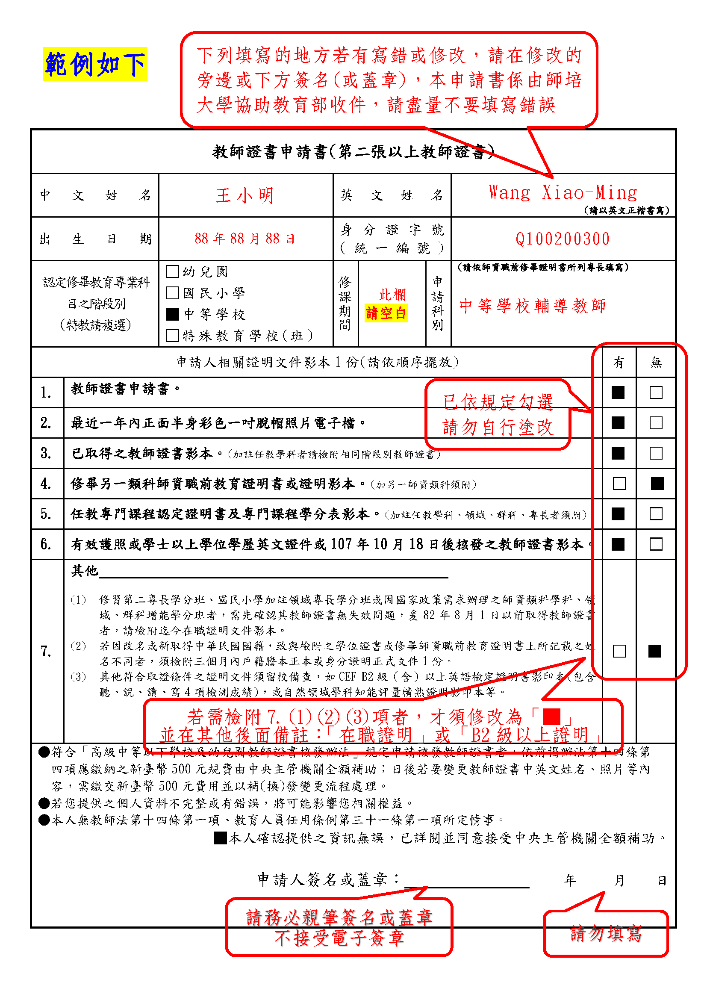 範例如下
下列填寫的地方若有寫錯或修改，請在修改的
旁邊或下方簽名(或蓋章)，本申請書係由師培
大學協助教育部收件，請盡量不要填寫錯誤
教師證書申請書(第二張以上教師證書)
中文姓名
王小明
英文姓名
Wang Xiao-Ming
(請以英文正楷書寫)
出生日期
88 年 88 月 88 日
身分證字號
(統一編號)
Q100200300
認定修畢教育專業科
目之階段別
(特教請複選)
□幼兒園
□國民小學
■中等學校
□特殊教育學校(班)
修課期間
此欄
請空白
申請科別
(請依師資職前修畢證明書所列專長填寫)
中等學校輔導教師
申請人相關證明文件影本 1 份(請依順序擺放)
有
無
1. 教師證書申請書。 ■ □
已依規定勾選
請勿自行塗改
2. 最近一年內正面半身彩色一吋脫帽照片電子檔。 ■ □
3. 已取得之教師證書影本。(加註任教學科者請檢附相同階段別教師證書) ■ □
4. 修畢另一類科師資職前教育證明書或證明影本。(加另一師資類科須附) □ ■
5. 任教專門課程認定證明書及專門課程學分表影本。(加註任教學科、領域、群科、專長者須附) ■ □
6. 有效護照或學士以上學位學歷英文證件或 107 年 10 月 18 日後核發之教師證書影本。 ■ □
7.
其他
(1) 修習第二專長學分班、國民小學加註領域專長學分班或因國家政策需求辦理之師資類科學科、領
域、群科增能學分班者，需先確認其教師證書無失效問題，爰 82 年 8 月 1 日以前取得教師證書
者，請檢附迄今在職證明文件影本。
(2) 若因改名或新取得中華民國國籍，致與檢附之學位證書或修畢師資職前教育證明書上所記載之姓
名不同者，須檢附三個月內戶籍謄本正本或身分證明正式文件 1 份。
(3) 其他符合取證條件之證明文件須留校備查，如 CEF B2 級（含）以上英語檢定證明書影印本(包含
聽、說、讀、寫 4 項檢測成績)，或自然領域學科知能評量精熟證明影印本等。
□ ■
若需檢附 7. (1)(2)(3)項者，才須修改為「■」
並在其他後面備註：「在職證明」或「B2 級以上證明」
●符合「高級中等以下學校及幼兒園教師證書核發辦法」規定申請核發教師證書者，依前揭辦法第十四條第
四項應繳納之新臺幣 500 元規費由中央主管機關全額補助；日後若要變更教師證書中英文姓名、照片等內
容，需繳交新臺幣 500 元費用並以補(換)發變更流程處理。
●若您提供之個人資料不完整或有錯誤，將可能影響您相關權益。
●本人無教師法第十四條第一項、教育人員任用條例第三十一條第一項所定情事。
■本人確認提供之資訊無誤，已詳閱並同意接受中央主管機關全額補助。
申請人簽名或蓋章： 年 月 日
請務必親筆簽名或蓋章
不接受電子簽章
請勿填寫